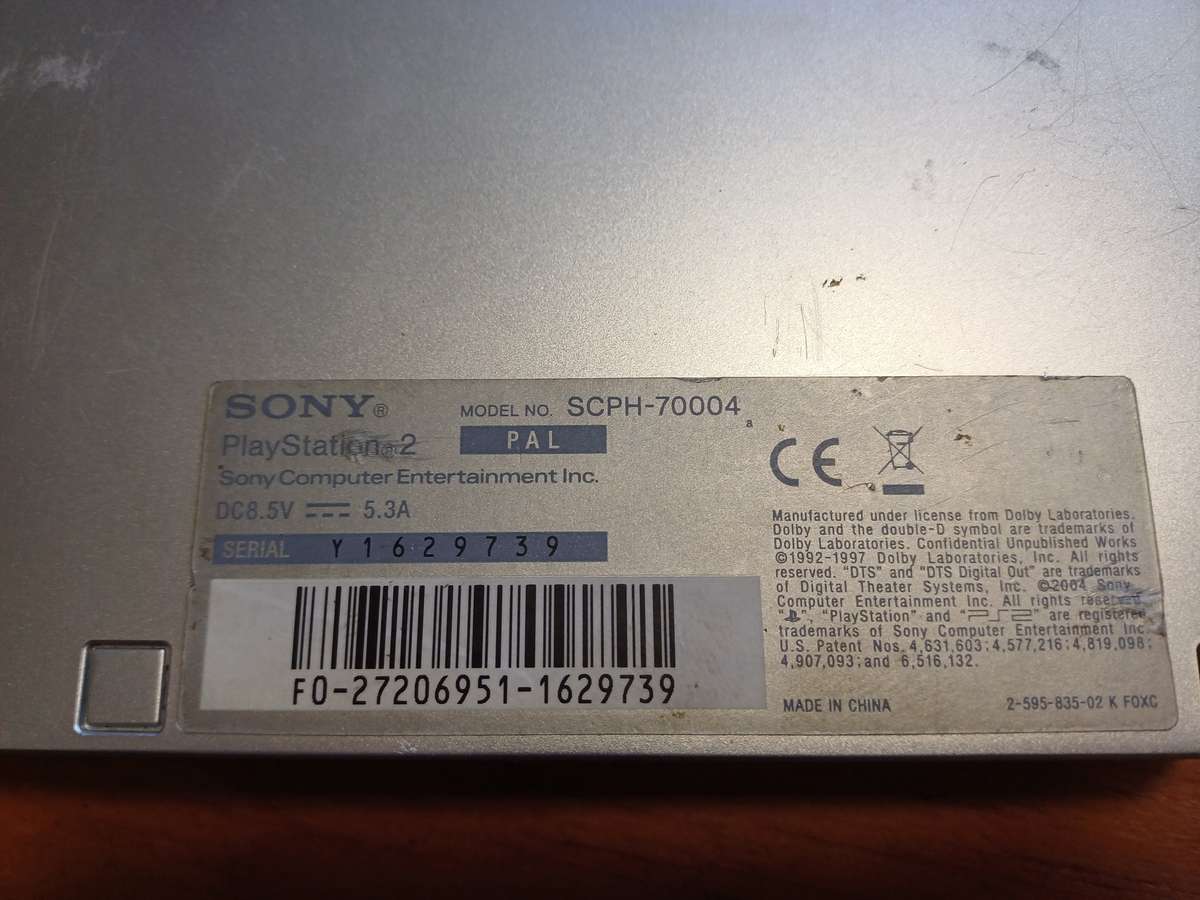 SONY®
MODEL NO. SCPH-70004
a
PlayStation®2
PAL
Sony Computer Entertainment Inc.
DC8.5V 5.3A
SERIAL Y1629739
F0-27206951-1629739
CE
Manufactured under license from Dolby Laboratories.
Dolby and the double-D symbol are trademarks of
Dolby Laboratories. Confidential Unpublished Works
©1992-1997 Dolby Laboratories, Inc. All rights
reserved. "DTS" and "DTS Digital Out" are trademarks
of Digital Theater Systems, Inc. ©2004 Sony
Computer Entertainment Inc. All rights reserved.
"PS", "PlayStation" and "PS2" are registered
trademarks of Sony Computer Entertainment Inc.
U.S. Patent Nos. 4,631,603;4,577,216;4,819,098;
4,907,093; and 6,516,132.
MADE IN CHINA
2-595-835-02 K FOXC